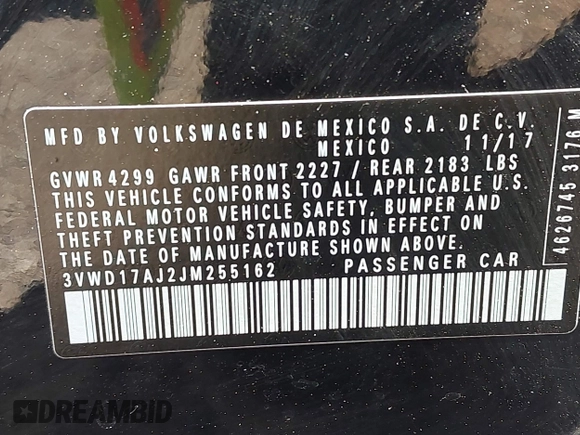 MFD BY VOLKSWAGEN DE MEXICO S.A. DE C.V.
MEXICO 11/17
GVWR 4299 GAWR FRONT 2227 / REAR 2183 LBS
THIS VEHICLE CONFORMS TO ALL APPLICABLE U.S.
FEDERAL MOTOR VEHICLE SAFETY, BUMPER AND
THEFT PREVENTION STANDARDS IN EFFECT ON
THE DATE OF MANUFACTURE SHOWN ABOVE.
3VWD17AJ2JM255162 PASSENGER CAR
4626745 3176 M
DREAMBID